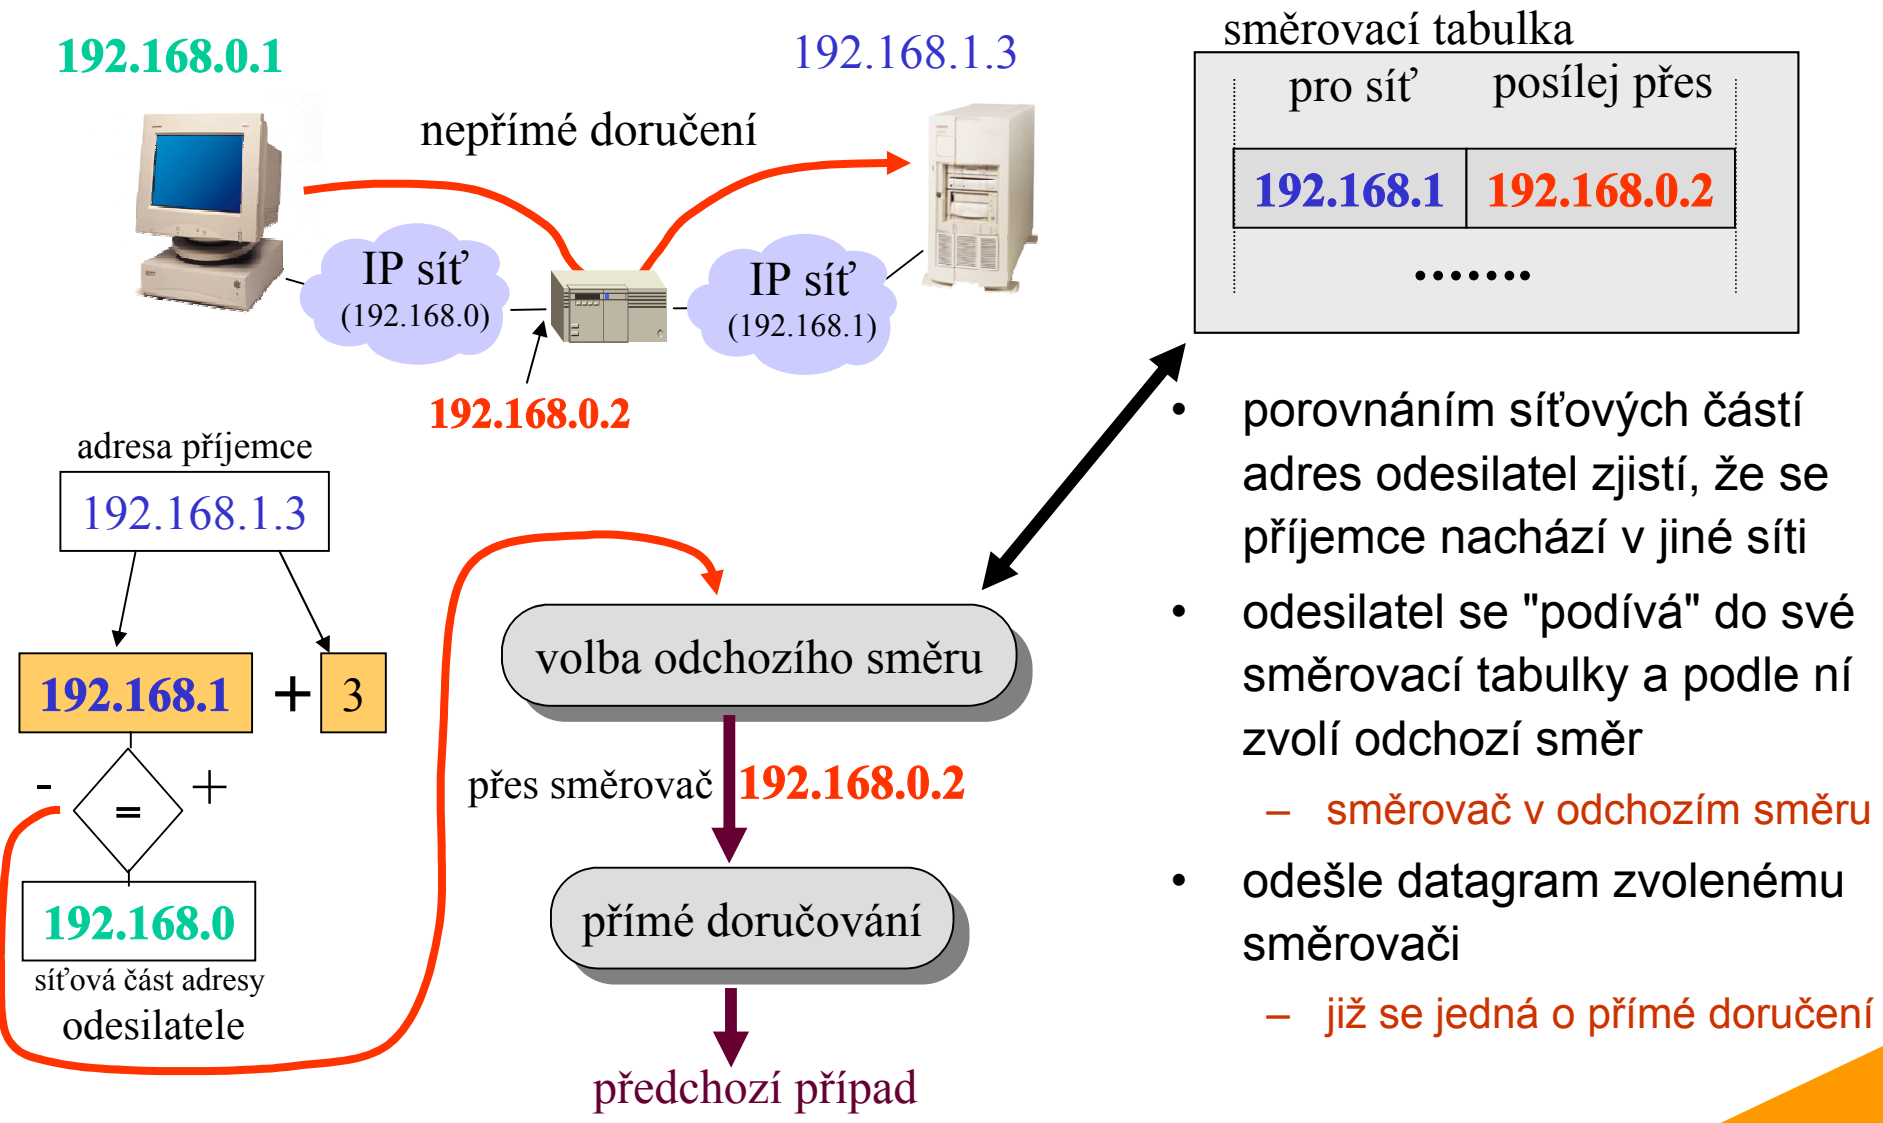 192.168.0.1
192.168.1.3
nepřímé doručení
IP síť
(192.168.0)
IP síť
(192.168.1)
192.168.0.2
směrovací tabulka
pro síť posílej přes
192.168.1 192.168.0.2
.......
adresa příjemce
192.168.1.3
192.168.1 + 3
- = +
192.168.0
síťová část adresy
odesilatele
volba odchozího směru
přes směrovač 192.168.0.2
přímé doručování
předchozí případ
• porovnáním síťových částí
adres odesilatel zjistí, že se
příjemce nachází v jiné síti
• odesilatel se "podívá" do své
směrovací tabulky a podle ní
zvolí odchozí směr
– směrovač v odchozím směru
• odešle datagram zvolenému
směrovači
– již se jedná o přímé doručení